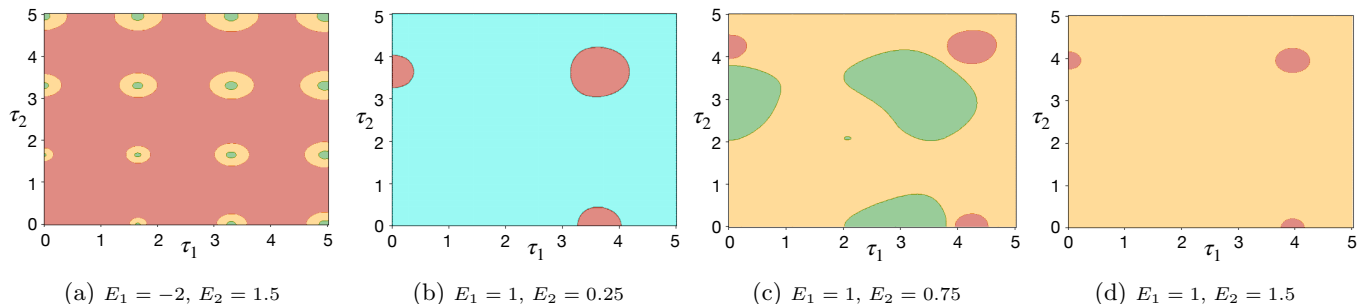 5 5 5 5
4 4 4 4
3 3 3 3
τ2 τ2 τ2 τ2
2 2 2 2
1 1 1 1
0 0 0 0
0 1 2 3 4 5 0 1 2 3 4 5 0 1 2 3 4 5 0 1 2 3 4 5
τ1 τ1 τ1 τ1
(a) E1 = −2, E2 = 1.5 (b) E1 = 1, E2 = 0.25 (c) E1 = 1, E2 = 0.75 (d) E1 = 1, E2 = 1.5